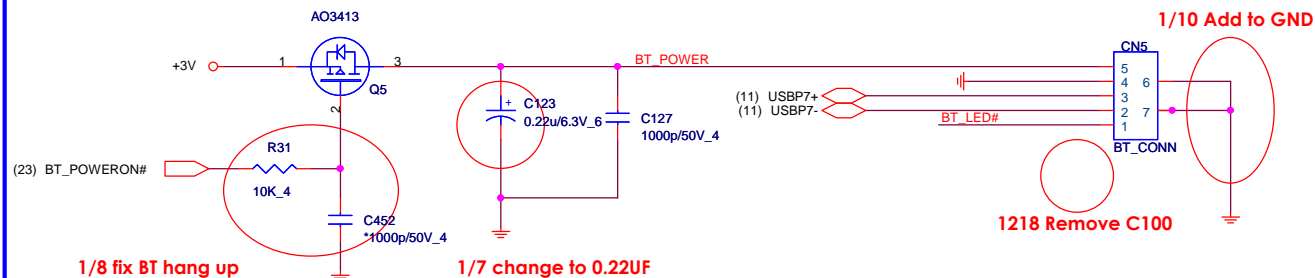 AO3413
1/10 Add to GND
CN5
+3V
1
3
Q5
2
BT_POWER
5
4
6
3
2
7
1
BT_CONN
(11) USBP7+
(11) USBP7-
BT_LED#
+
C123
0.22u/6.3V_6
C127
1000p/50V_4
R31
(23) BT_POWERON#
10K_4
C452
*1000p/50V_4
1218 Remove C100
1/8 fix BT hang up
1/7 change to 0.22UF